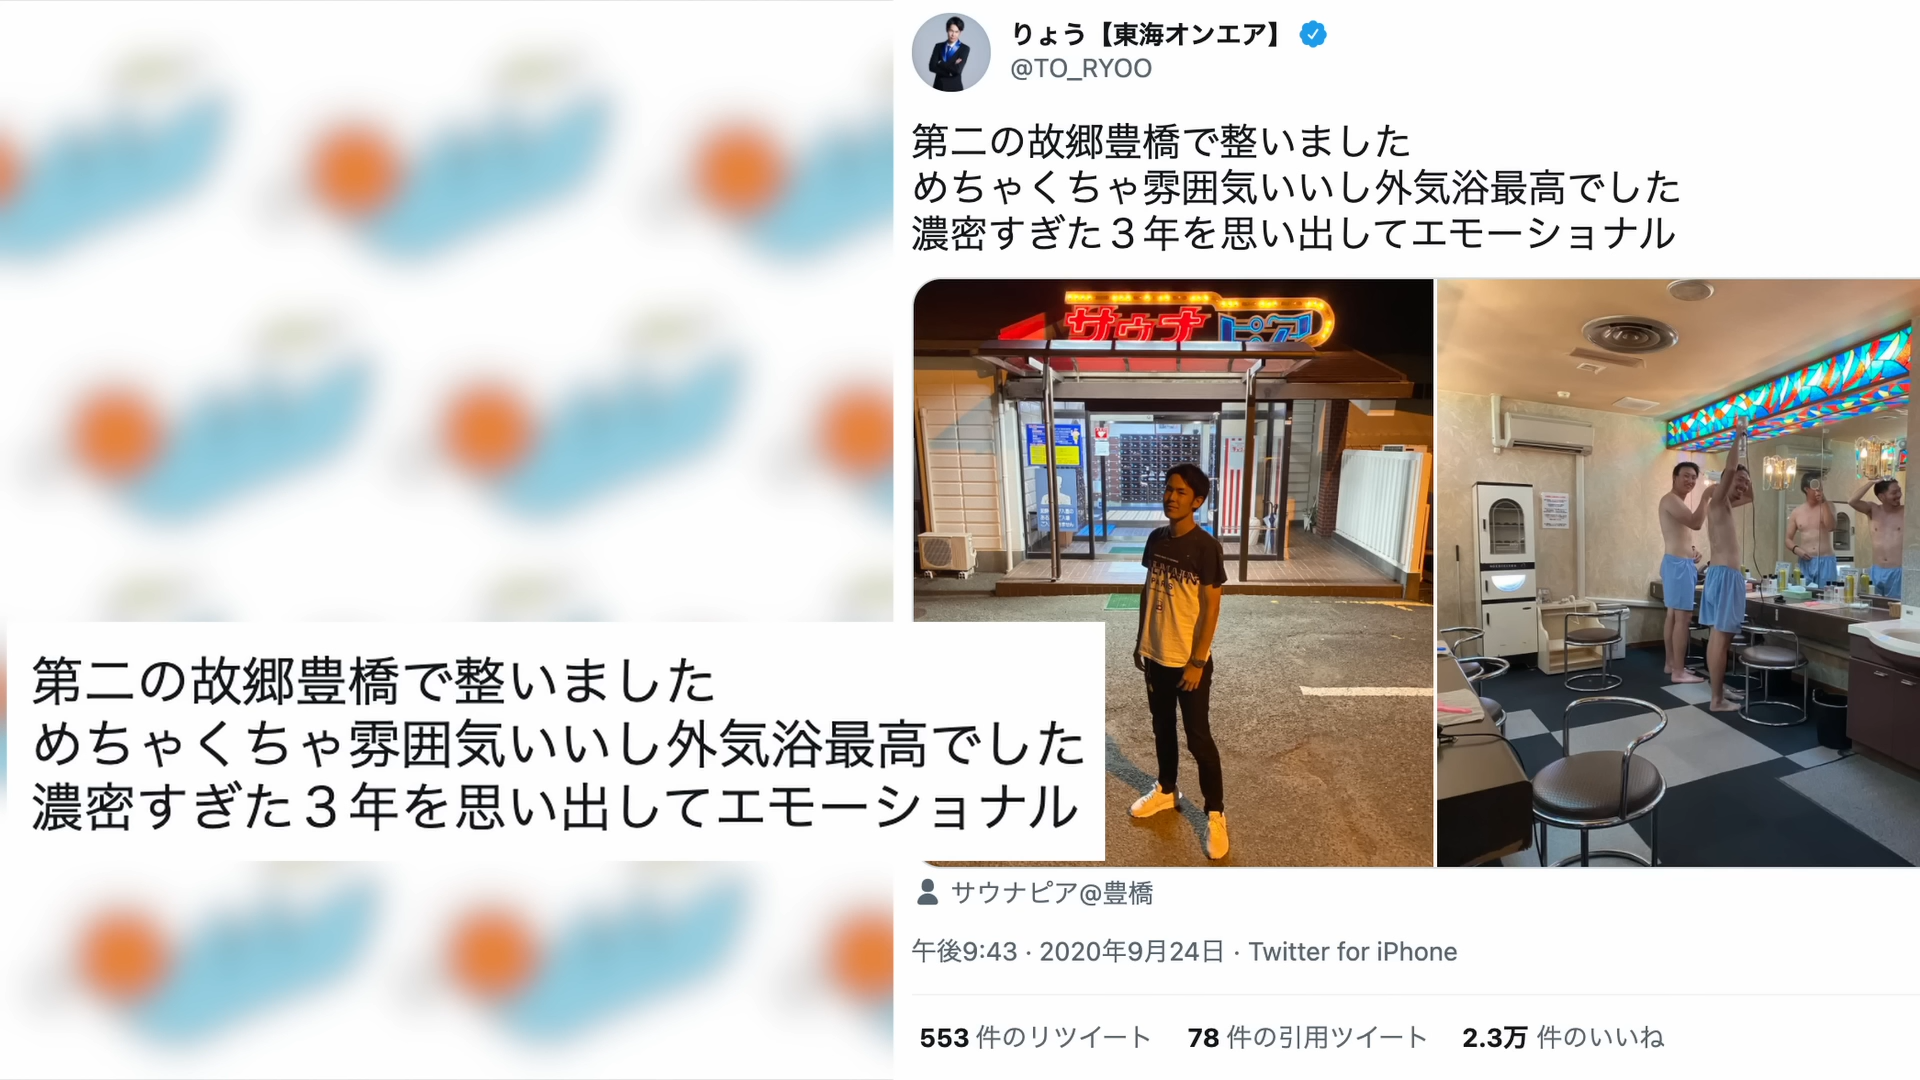 りょう【東海オンエア】
@TO_RYOO
第二の故郷豊橋で整いました
めちゃくちゃ雰囲気いいし外気浴最高でした
濃密すぎた３年を思い出してエモーショナル
サウナピア
第二の故郷豊橋で整いました
めちゃくちゃ雰囲気いいし外気浴最高でした
濃密すぎた３年を思い出してエモーショナル
サウナピア@豊橋
午後9:43 · 2020年9月24日 · Twitter for iPhone
553 件のリツイート 78 件の引用ツイート 2.3万 件のいいね